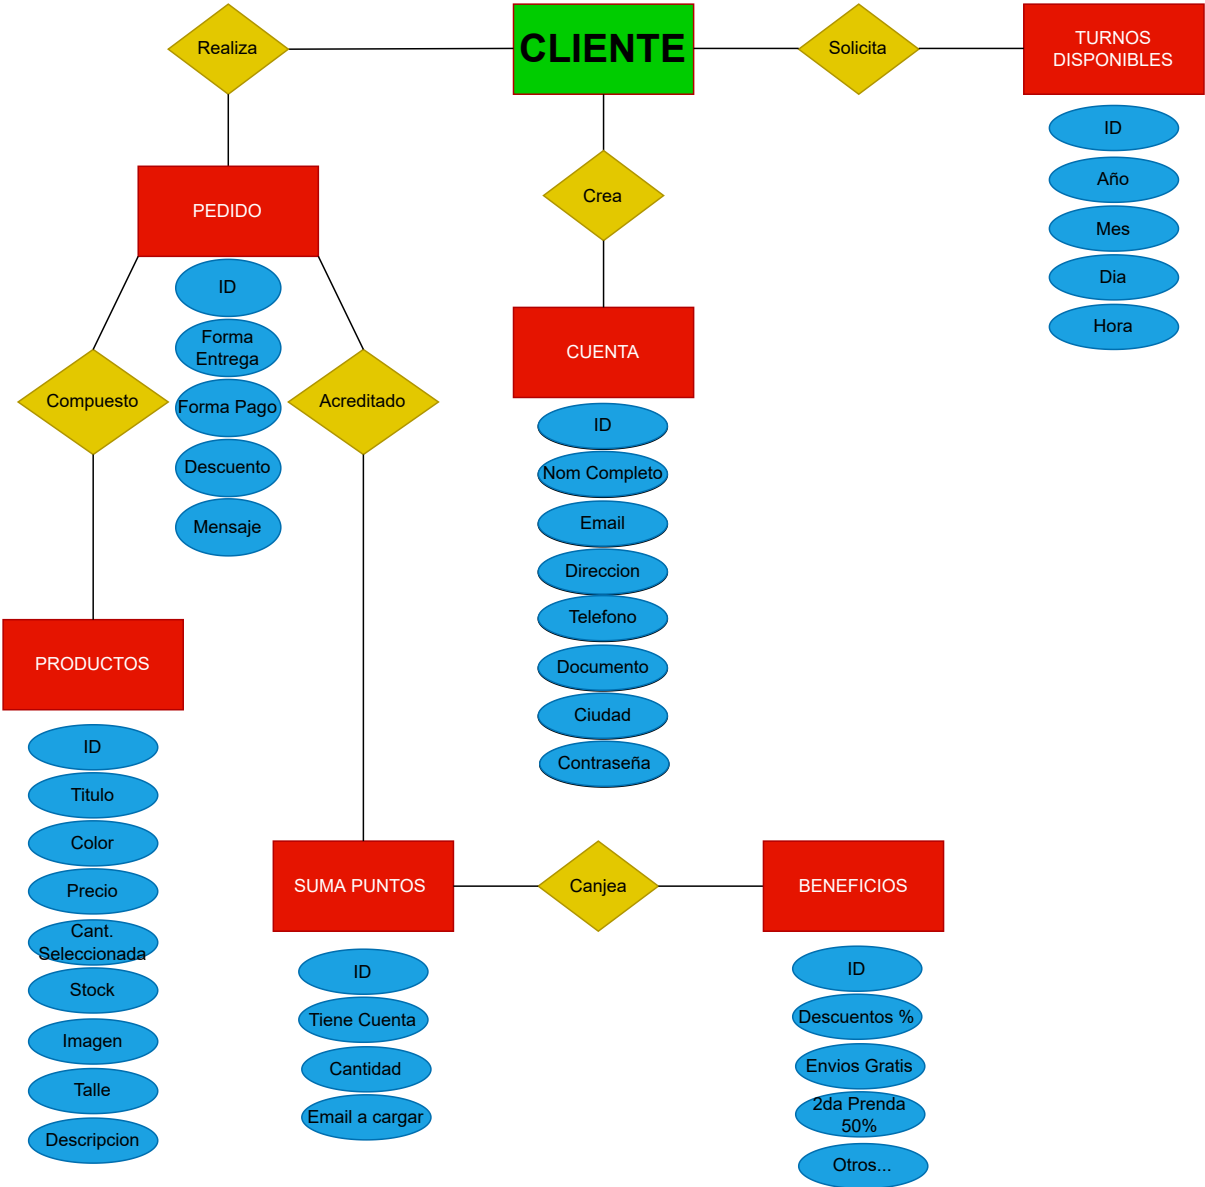 Realiza
CLIENTE
Solicita
TURNOS
DISPONIBLES
ID
Año
Mes
Dia
Hora
PEDIDO
ID
Forma
Entrega
Forma Pago
Descuento
Mensaje
Crea
CUENTA
ID
Nom Completo
Email
Direccion
Telefono
Documento
Ciudad
Contraseña
Compuesto
Acreditado
PRODUCTOS
ID
Titulo
Color
Precio
Cant.
Seleccionada
Stock
Imagen
Talle
Descripcion
SUMA PUNTOS
ID
Tiene Cuenta
Cantidad
Email a cargar
Canjea
BENEFICIOS
ID
Descuentos %
Envios Gratis
2da Prenda
50%
Otros...